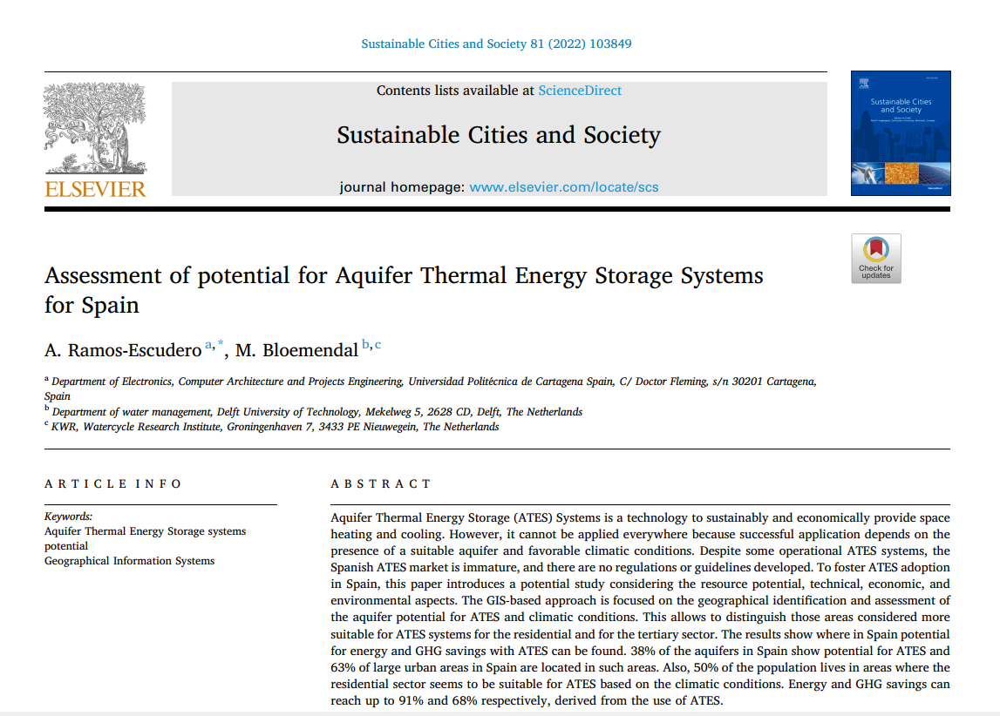 Sustainable Cities and Society 81 (2022) 103849
Contents lists available at ScienceDirect
Sustainable Cities and Society
journal homepage: www.elsevier.com/locate/scs
ELSEVIER
Sustainable Cities
and Society
Check for
updates
Assessment of potential for Aquifer Thermal Energy Storage Systems
for Spain
A. Ramos-Escudero a,*, M. Bloemendal b,c
a Department of Electronics, Computer Architecture and Projects Engineering, Universidad Politécnica de Cartagena Spain, C/ Doctor Fleming, s/n 30201 Cartagena,
Spain
b Department of water management, Delft University of Technology, Mekelweg 5, 2628 CD, Delft, The Netherlands
c KWR, Watercycle Research Institute, Groningenhaven 7, 3433 PE Nieuwegein, The Netherlands
ARTICLE INFO
Keywords:
Aquifer Thermal Energy Storage systems
potential
Geographical Information Systems
ABSTRACT
Aquifer Thermal Energy Storage (ATES) Systems is a technology to sustainably and economically provide space
heating and cooling. However, it cannot be applied everywhere because successful application depends on the
presence of a suitable aquifer and favorable climatic conditions. Despite some operational ATES systems, the
Spanish ATES market is immature, and there are no regulations or guidelines developed. To foster ATES adoption
in Spain, this paper introduces a potential study considering the resource potential, technical, economic, and
environmental aspects. The GIS-based approach is focused on the geographical identification and assessment of
the aquifer potential for ATES and climatic conditions. This allows to distinguish those areas considered more
suitable for ATES systems for the residential and for the tertiary sector. The results show where in Spain potential
for energy and GHG savings with ATES can be found. 38% of the aquifers in Spain show potential for ATES and
63% of large urban areas in Spain are located in such areas. Also, 50% of the population lives in areas where the
residential sector seems to be suitable for ATES based on the climatic conditions. Energy and GHG savings can
reach up to 91% and 68% respectively, derived from the use of ATES.